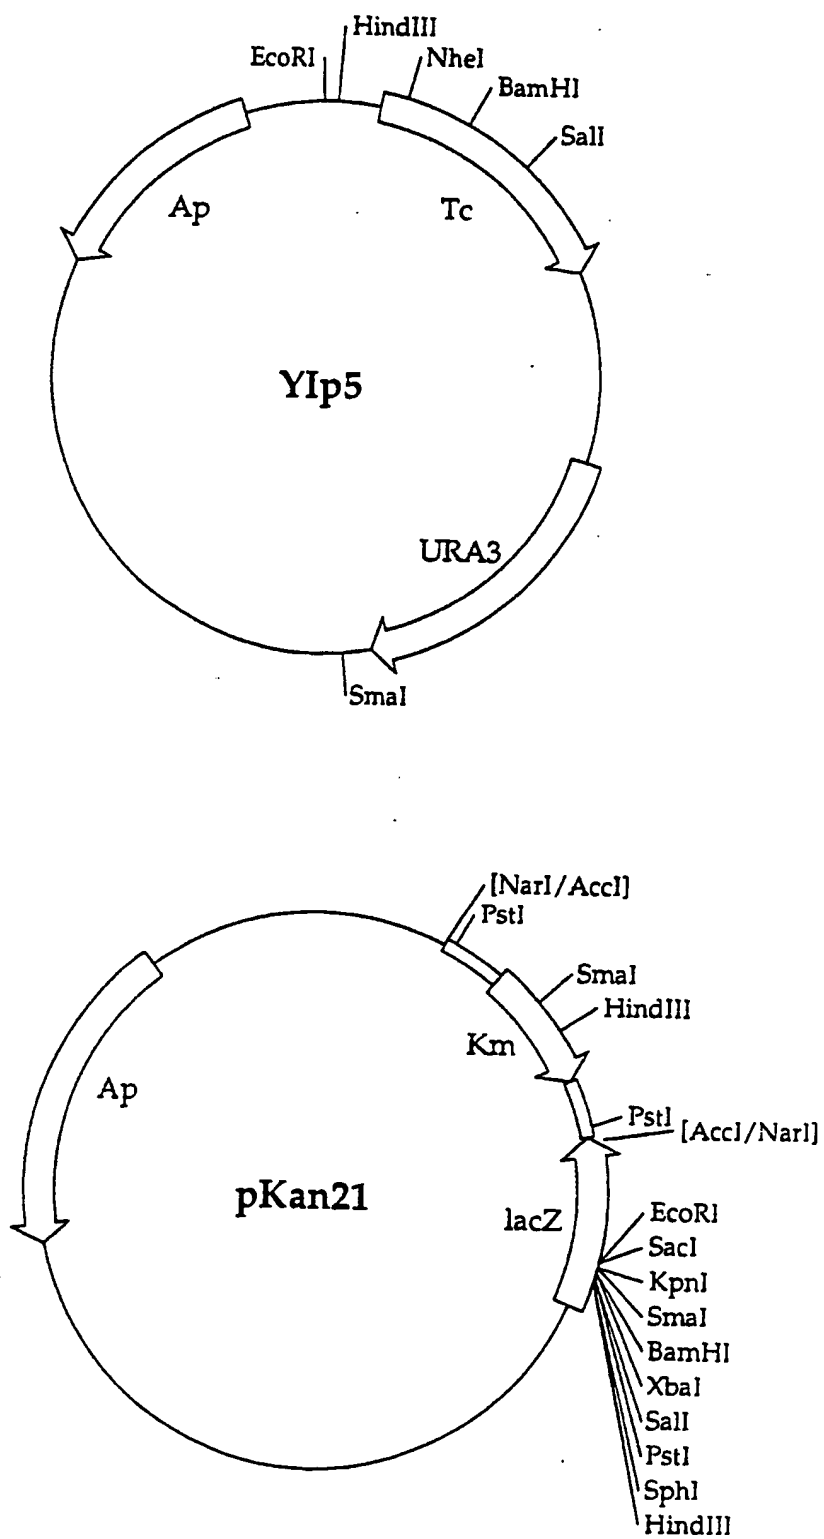 HindIII
EcoRI
NheI
BamHI
SalI
Ap
Tc
YIp5
URA3
SmaI
[NarI/AccI]
PstI
SmaI
HindIII
Km
Ap
PstI
[AccI/NarI]
pKan21
lacZ
EcoRI
SacI
KpnI
SmaI
BamHI
XbaI
SalI
PstI
SphI
HindIII